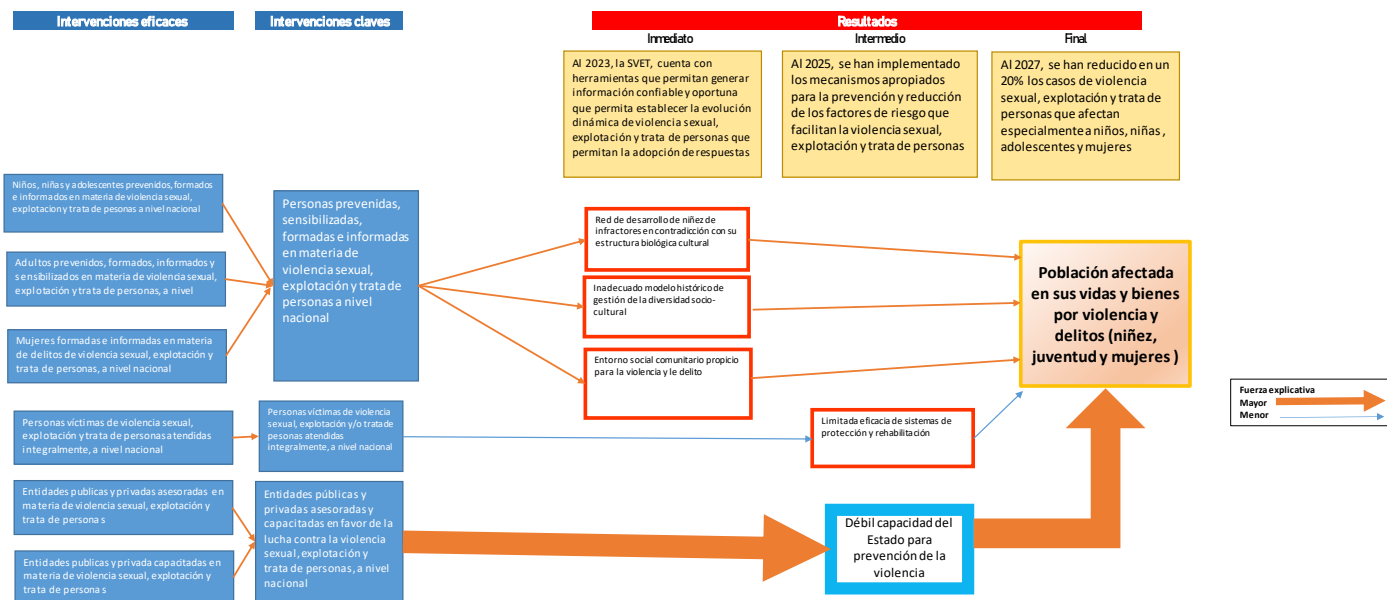 Intervenciones eficaces
Intervenciones claves
Resultados
Inmediato
Intermedio
Final
Al 2023, la SVET, cuenta con
herramientas que permitan generar
información confiable y oportuna
que permita establecer la evolución
dinámica de violencia sexual,
explotación y trata de personas que
permitan la adopción de respuestas
Al 2025, se han implementado
los mecanismos apropiados
para la prevención y reducción
de los factores de riesgo que
facilitan la violencia sexual,
explotación y trata de personas
Al 2027, se han reducido en un
20% los casos de violencia
sexual, explotación y trata de
personas que afectan
especialmente a niños, niñas ,
adolescentes y mujeres
Niños, niñas y adolescentes prevenidos, formados
e informados en materia de violencia sexual,
explotacion y trata de pesonas a nivel nacional
Adultos prevenidos, formados, informados y
sensibilizados en materia de violencia sexual,
explotación y trata de personas, a nivel
Mujeres formadas e informadas en materia
de delitos de violencia sexual, explotación y
trata de personas, a nivel nacional
Personas prevenidas,
sensibilizadas,
formadas e informadas
en materia de
violencia sexual,
explotación y trata de
personas a nivel
nacional
Red de desarrollo de niñez de
infractores en contradicción con su
estructura biológica cultural
Inadecuado modelo histórico de
gestión de la diversidad socio-
cultural
Entorno social comunitario propicio
para la violencia y le delito
Población afectada
en sus vidas y bienes
por violencia y
delitos (niñez,
juventud y mujeres )
Fuerza explicativa
Mayor
Menor
Personas víctimas de violencia sexual,
explotación y trata de personas atendidas
integralmente, a nivel nacional
Personas víctimas de violencia
sexual, explotación y/o trata de
pesonas atendidas
integralmente, a nivel nacional
Limitada eficacia de sistemas de
protección y rehabilitación
Entidades publicas y privadas asesoradas en
materia de violencia sexual, explotación y
trata de personas
Entidades publicas y privada capacitadas en
materia de violencia sexual, explotación y
trata de personas
Entidades públicas y
privadas asesoradas y
capacitadas en favor de la
lucha contra la violencia
sexual, explotación y
trata de personas, a nivel
nacional
Débil capacidad del
Estado para
prevención de la
violencia